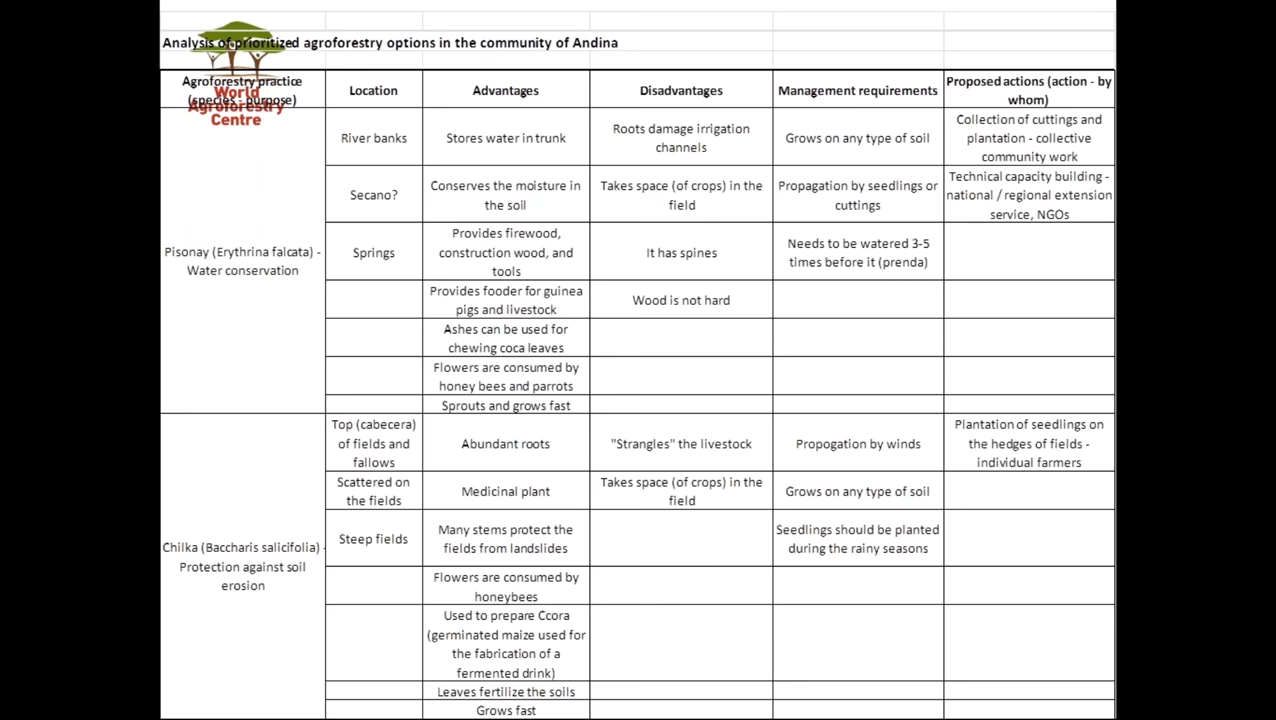 Analysis of prioritized agroforestry options in the community of Andina
World
Agroforestry
Centre
Agroforestry practice
(species - purpose)
Location
Advantages
Disadvantages
Management requirements
Proposed actions (action - by
whom)
Pisonay (Erythrina falcata) -
Water conservation
River banks
Stores water in trunk
Roots damage irrigation
channels
Grows on any type of soil
Collection of cuttings and
plantation - collective
community work
Secano?
Conserves the moisture in
the soil
Takes space (of crops) in the
field
Propagation by seedlings or
cuttings
Technical capacity building -
national / regional extension
service, NGOs
Springs
Provides firewood,
construction wood, and
tools
It has spines
Needs to be watered 3-5
times before it (prenda)
Provides fooder for guinea
pigs and livestock
Wood is not hard
Ashes can be used for
chewing coca leaves
Flowers are consumed by
honey bees and parrots
Sprouts and grows fast
Chilka (Baccharis salicifolia) -
Protection against soil
erosion
Top (cabecera)
of fields and
fallows
Abundant roots
"Strangles" the livestock
Propogation by winds
Plantation of seedlings on
the hedges of fields -
individual farmers
Scattered on
the fields
Medicinal plant
Takes space (of crops) in the
field
Grows on any type of soil
Steep fields
Many stems protect the
fields from landslides
Seedlings should be planted
during the rainy seasons
Flowers are consumed by
honeybees
Used to prepare Ccora
(germinated maize used for
the fabrication of a
fermented drink)
Leaves fertilize the soils
Grows fast